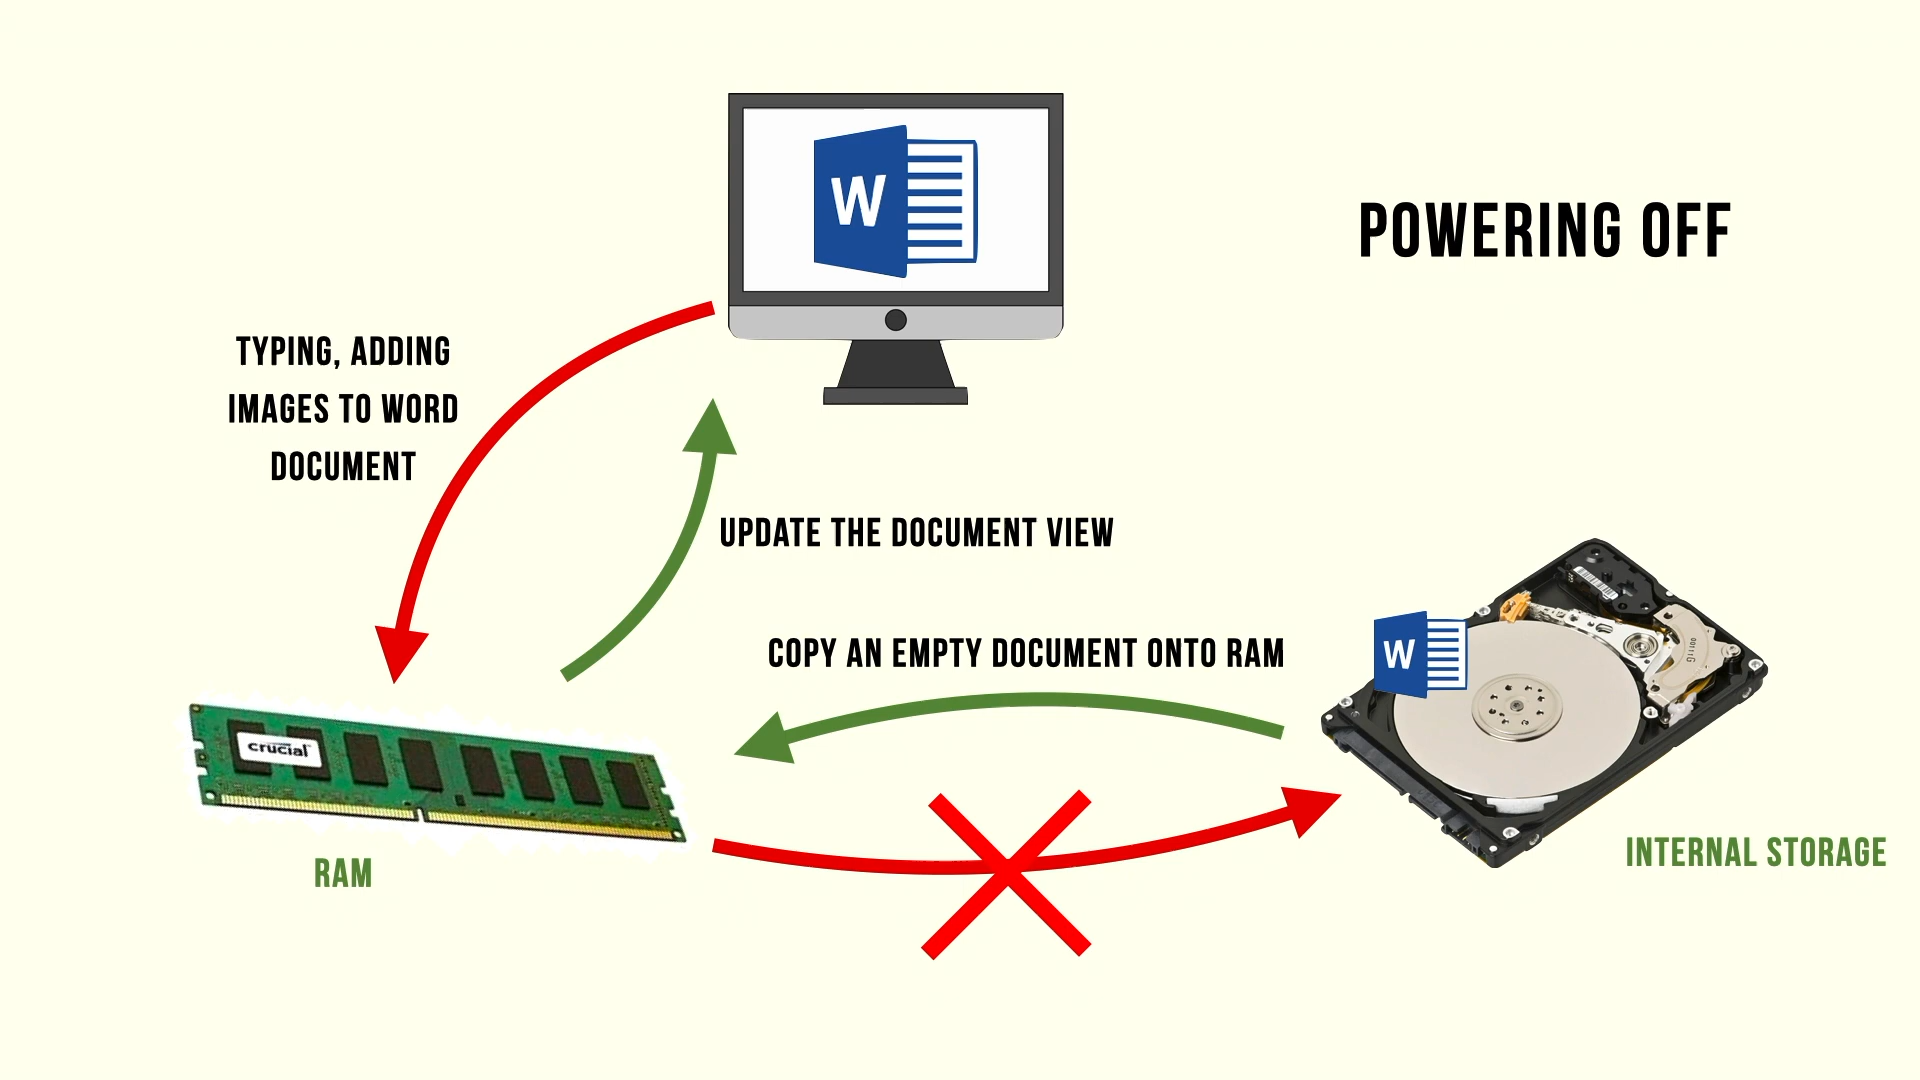 W
POWERING OFF
TYPING, ADDING
IMAGES TO WORD
DOCUMENT
UPDATE THE DOCUMENT VIEW
COPY AN EMPTY DOCUMENT ONTO RAM
W
crucial
RAM
INTERNAL STORAGE